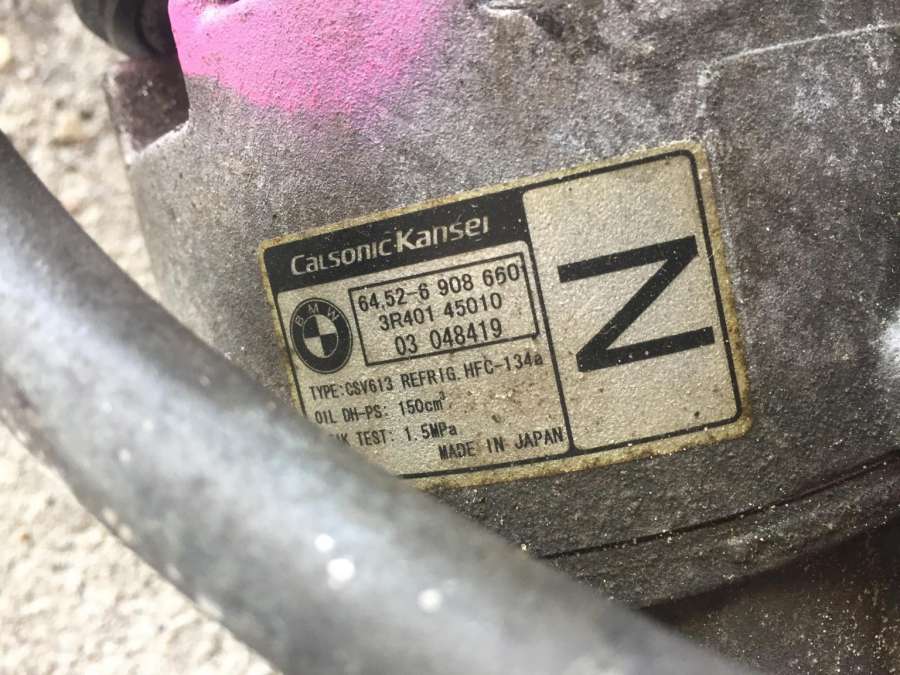 CalsonicKansei
BMW
64.52-6 908 660
3R401 45010
03 048419
TYPE:CSV613 REFRIG.HFC-134a
OIL DH-PS: 150cm³
TEST: 1.5MPa
MADE IN JAPAN
N